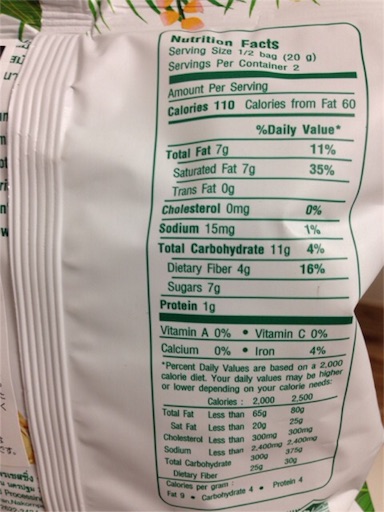 Nutrition Facts
Serving Size 1/2 bag (20 g)
Servings Per Container 2
Amount Per Serving
Calories 110 Calories from Fat 60
%Daily Value*
Total Fat 7g 11%
Saturated Fat 7g 35%
Trans Fat 0g
Cholesterol 0mg 0%
Sodium 15mg 1%
Total Carbohydrate 11g 4%
Dietary Fiber 4g 16%
Sugars 7g
Protein 1g
Vitamin A 0% • Vitamin C 0%
Calcium 0% • Iron 4%
*Percent Daily Values are based on a 2,000
calorie diet. Your daily values may be higher
or lower depending on your calorie needs:
Calories : 2,000 2,500
Total Fat Less than 65g 80g
Sat Fat Less than 20g 25g
Cholesterol Less than 300mg 300mg
Sodium Less than 2,400mg 2,400mg
Total Carbohydrate 300g 375g
Dietary Fiber 25g 30g
Calories per gram :
Fat 9 • Carbohydrate 4 • Protein 4